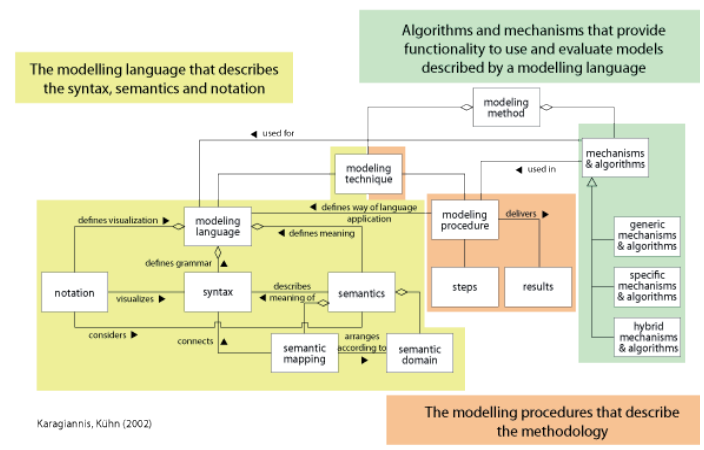 Algorithms and mechanisms that provide
functionality to use and evaluate models
described by a modelling language
The modelling language that describes
the syntax, semantics and notation
modeling
method
used for
mechanisms
& algorithms
modeling
technique
used in
defines way of language
application
modeling
language
defines visualization
defines meaning
modeling
procedure
delivers
generic
mechanisms
& algorithms
defines grammar
notation
visualizes
syntax
describes
meaning of
semantics
steps
results
specific
mechanisms
& algorithms
considers
connects
semantic
mapping
arranges
according to
semantic
domain
hybrid
mechanisms
& algorithms
The modelling procedures that describe
the methodology
Karagiannis, Kühn (2002)